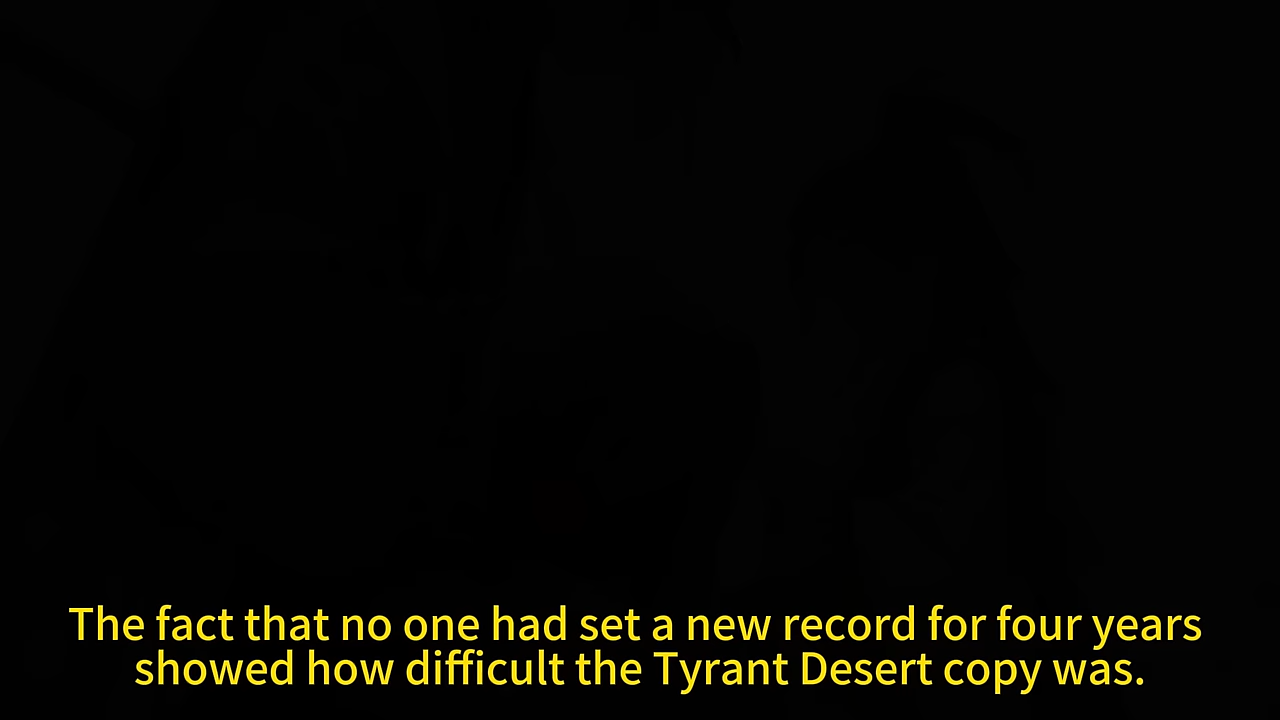 The fact that no one had set a new record for four years
showed how difficult the Tyrant Desert copy was.